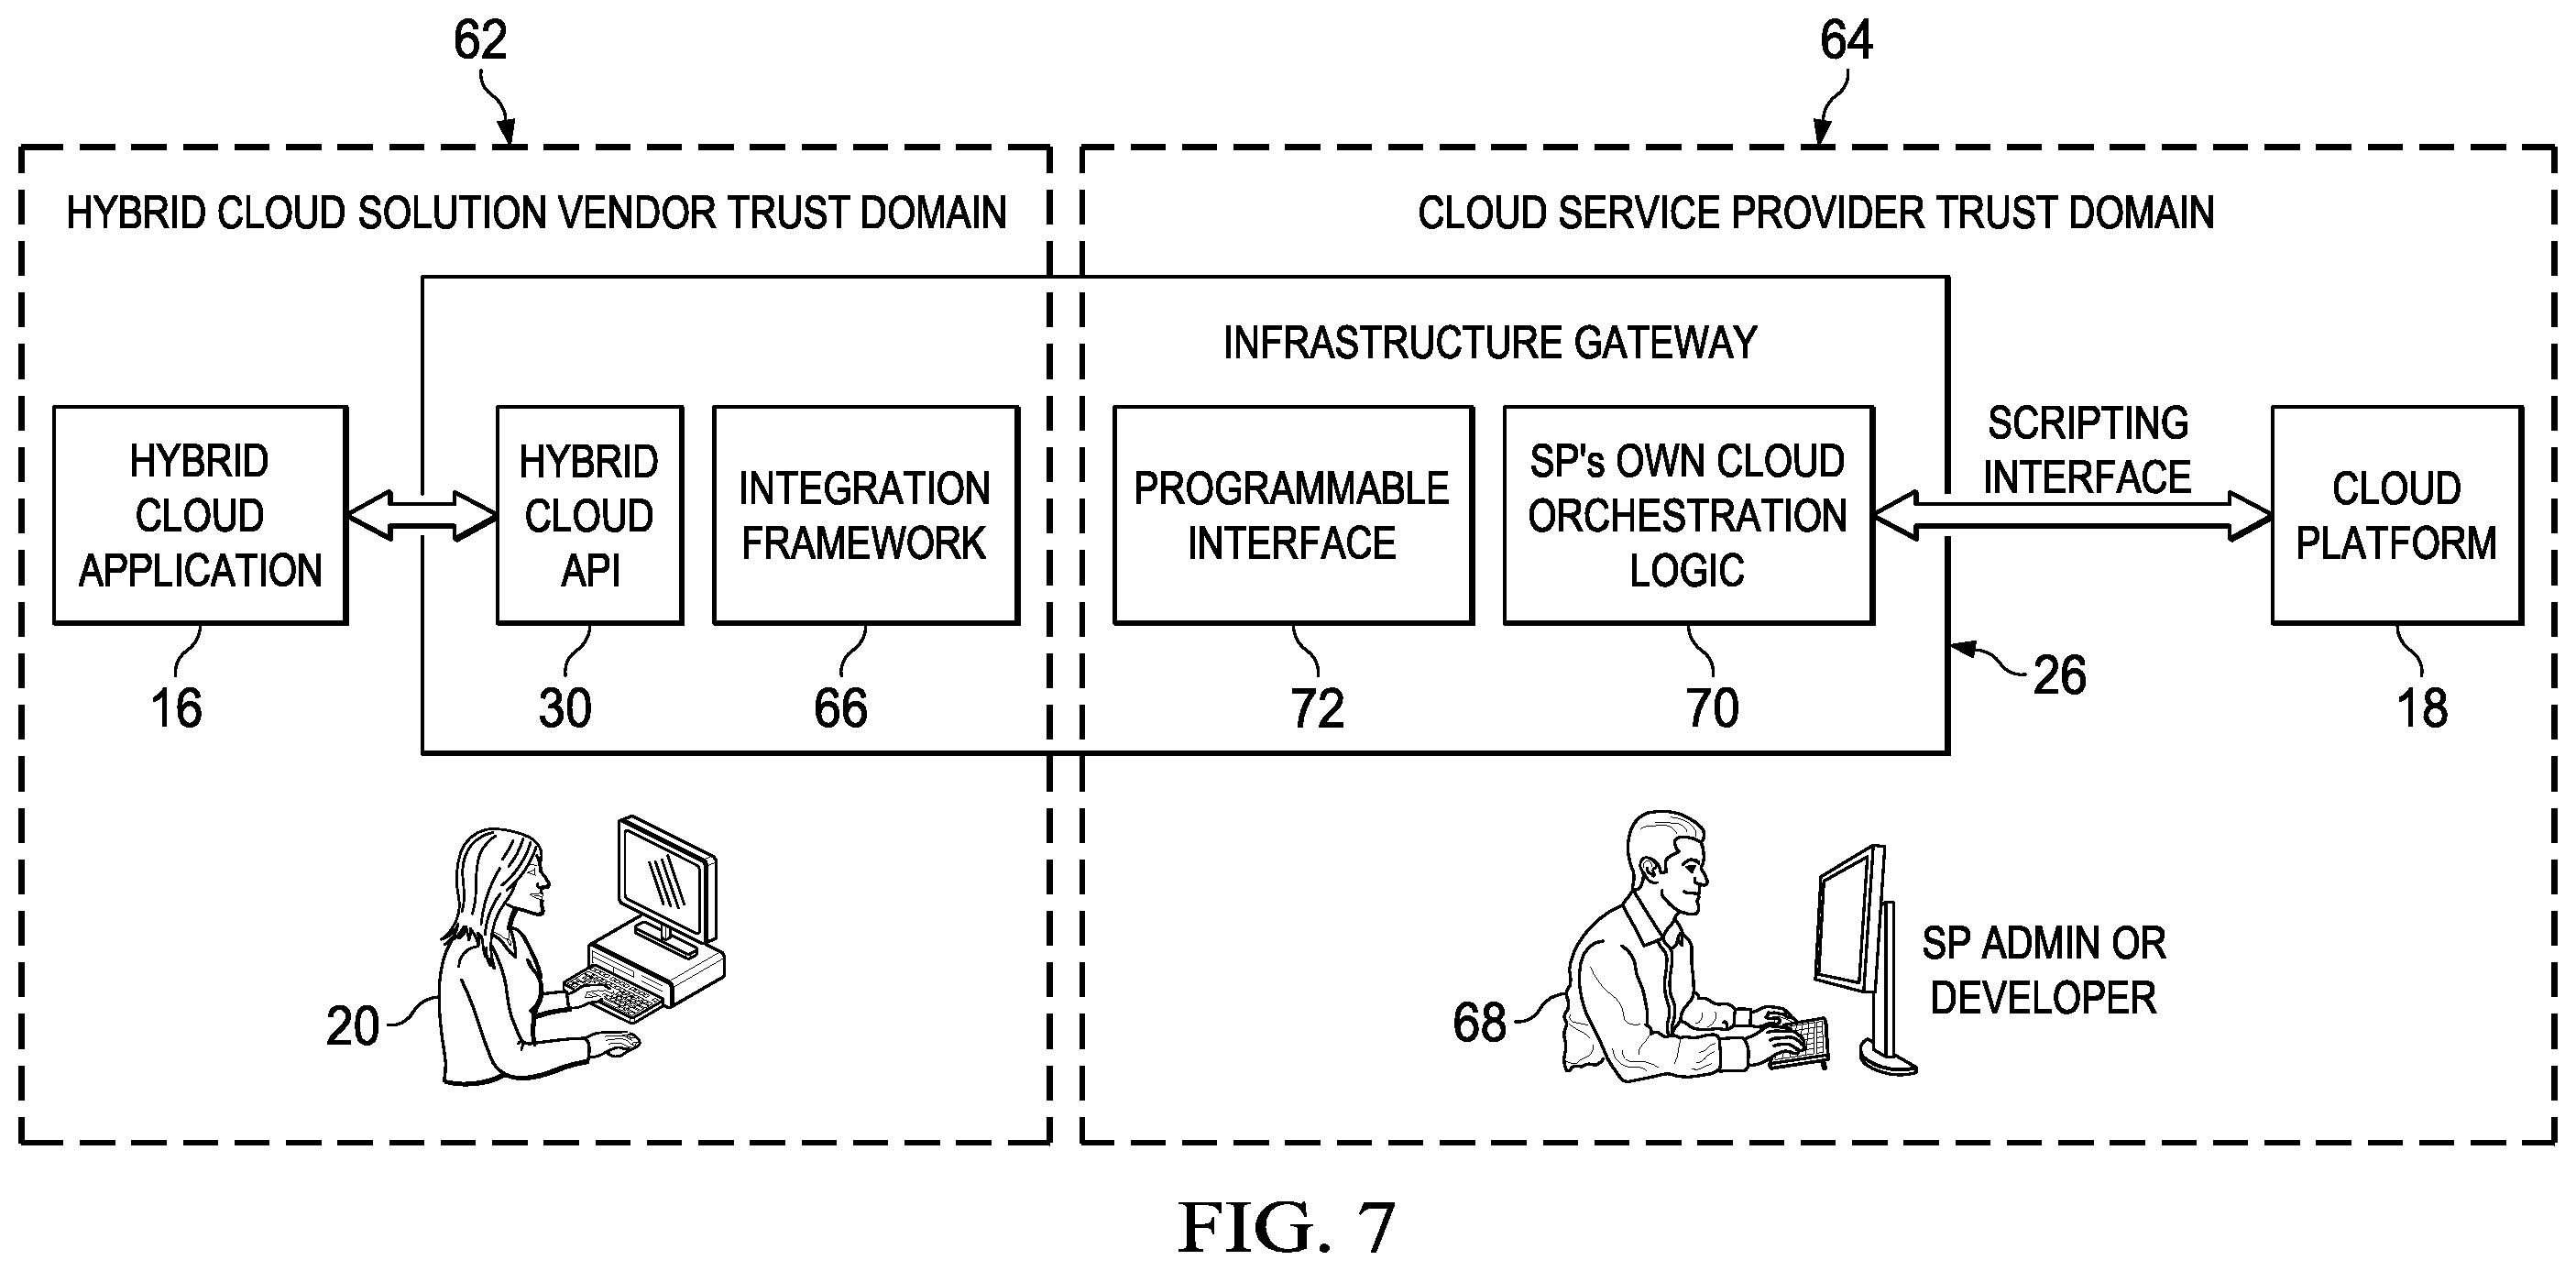 62
64
HYBRID CLOUD SOLUTION VENDOR TRUST DOMAIN
CLOUD SERVICE PROVIDER TRUST DOMAIN
INFRASTRUCTURE GATEWAY
HYBRID
CLOUD
APPLICATION
16
HYBRID
CLOUD
API
30
INTEGRATION
FRAMEWORK
66
PROGRAMMABLE
INTERFACE
72
SP's OWN CLOUD
ORCHESTRATION
LOGIC
70
SCRIPTING
INTERFACE
26
CLOUD
PLATFORM
18
20
68
SP ADMIN OR
DEVELOPER
FIG. 7